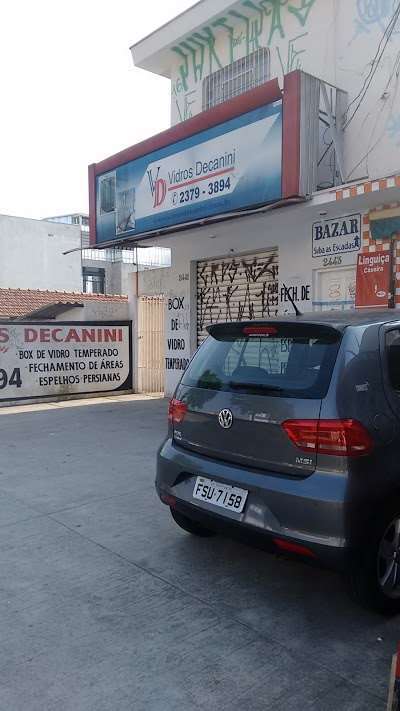 VD Vidros Decanini
2379 - 3894
BAZAR
Suba as Escadas
Linguiça
Caseira
BOX
DE
VIDRO
TEMPERADO
FECH. DE
S DECANINI
· BOX DE VIDRO TEMPERADO
· FECHAMENTO DE ÁREAS
· ESPELHOS PERSIANAS
94
MSI
FSU-7158